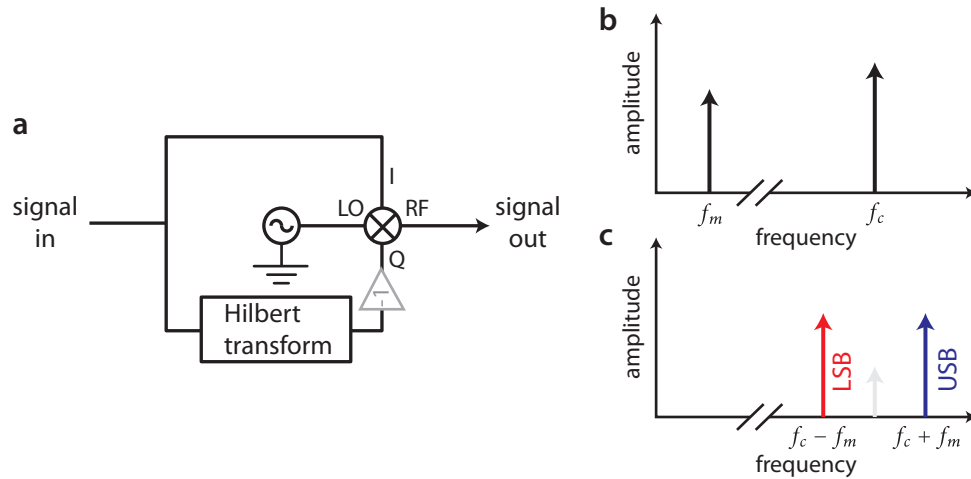 a
signal
in
I
LO
RF
Q
signal
out
-1
Hilbert
transform
b
amplitude
f_m
f_c
frequency
c
amplitude
LSB
USB
f_c − f_m
f_c + f_m
frequency